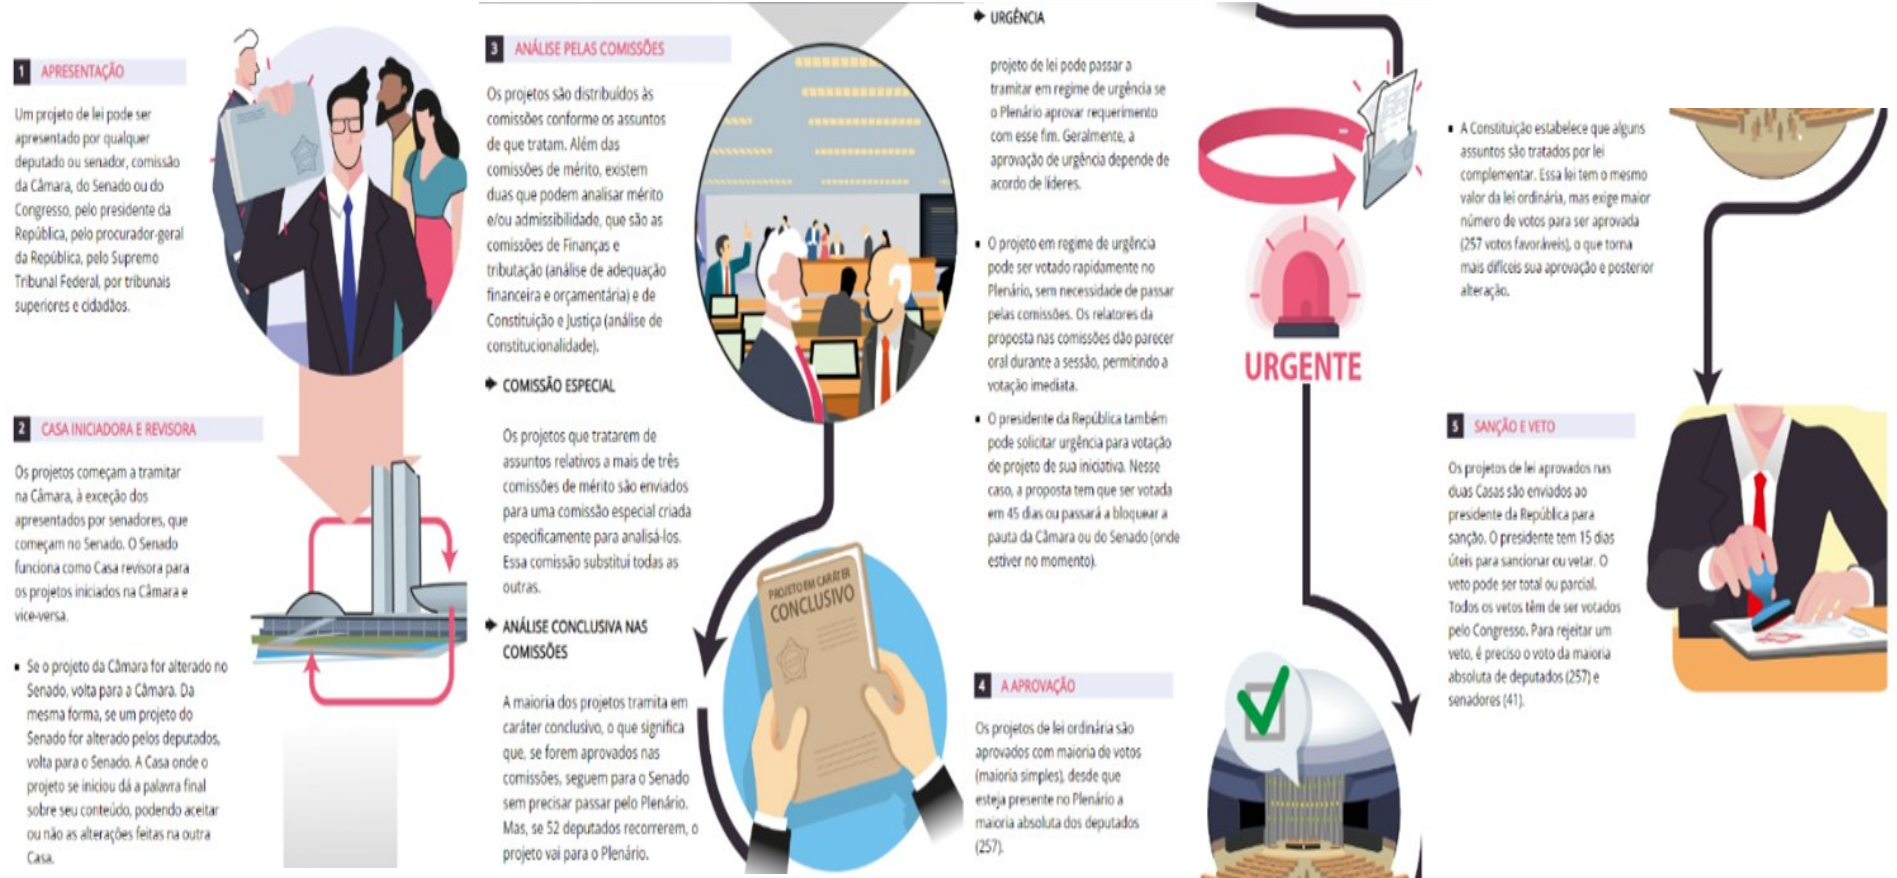 1 APRESENTAÇÃO
Um projeto de lei pode ser
apresentado por qualquer
deputado ou senador, comissão
da Câmara, do Senado ou do
Congresso, pelo presidente da
República, pelo procurador-geral
da República, pelo Supremo
Tribunal Federal, por tribunais
superiores e cidadãos.
2 CASA INICIADORA E REVISORA
Os projetos começam a tramitar
na Câmara, à exceção dos
apresentados por senadores, que
começam no Senado. O Senado
funciona como Casa revisora para
os projetos iniciados na Câmara e
vice-versa.
▪ Se o projeto da Câmara for alterado no
Senado, volta para a Câmara. Da
mesma forma, se um projeto do
Senado for alterado pelos deputados,
volta para o Senado. A Casa onde o
projeto se iniciou dá a palavra final
sobre seu conteúdo, podendo aceitar
ou não as alterações feitas na outra
Casa.
3 ANÁLISE PELAS COMISSÕES
Os projetos são distribuídos às
comissões conforme os assuntos
de que tratam. Além das
comissões de mérito, existem
duas que podem analisar mérito
e/ou admissibilidade, que são as
comissões de Finanças e
tributação (análise de adequação
financeira e orçamentária) e de
Constituição e Justiça (análise de
constitucionalidade).
COMISSÃO ESPECIAL
Os projetos que tratarem de
assuntos relativos a mais de três
comissões de mérito são enviados
para uma comissão especial criada
especificamente para analisá-los.
Essa comissão substitui todas as
outras.
ANÁLISE CONCLUSIVA NAS
COMISSÕES
A maioria dos projetos tramita em
caráter conclusivo, o que significa
que, se forem aprovados nas
comissões, seguem para o Senado
sem precisar passar pelo Plenário.
Mas, se 52 deputados recorrerem, o
projeto vai para o Plenário.
PROJETO EM CARÁTER
CONCLUSIVO
URGÊNCIA
projeto de lei pode passar a
tramitar em regime de urgência se
o Plenário aprovar requerimento
com esse fim. Geralmente, a
aprovação de urgência depende de
acordo de líderes.
▪ O projeto em regime de urgência
pode ser votado rapidamente no
Plenário, sem necessidade de passar
pelas comissões. Os relatores da
proposta nas comissões dão parecer
oral durante a sessão, permitindo a
votação imediata.
▪ O presidente da República também
pode solicitar urgência para votação
de projeto de sua iniciativa. Nesse
caso, a proposta tem que ser votada
em 45 dias ou passará a bloquear a
pauta da Câmara ou do Senado (onde
estiver no momento).
URGENTE
4 A APROVAÇÃO
Os projetos de lei ordinária são
aprovados com maioria de votos
(maioria simples), desde que
esteja presente no Plenário a
maioria absoluta dos deputados
(257).
▪ A Constituição estabelece que alguns
assuntos são tratados por lei
complementar. Essa lei tem o mesmo
valor da lei ordinária, mas exige maior
número de votos para ser aprovada
(257 votos favoráveis), o que torna
mais difíceis sua aprovação e posterior
alteração.
5 SANÇÃO E VETO
Os projetos de lei aprovados nas
duas Casas são enviados ao
presidente da República para
sanção. O presidente tem 15 dias
úteis para sancionar ou vetar. O
veto pode ser total ou parcial.
Todos os vetos têm de ser votados
pelo Congresso. Para rejeitar um
veto, é preciso o voto da maioria
absoluta de deputados (257) e
senadores (41).